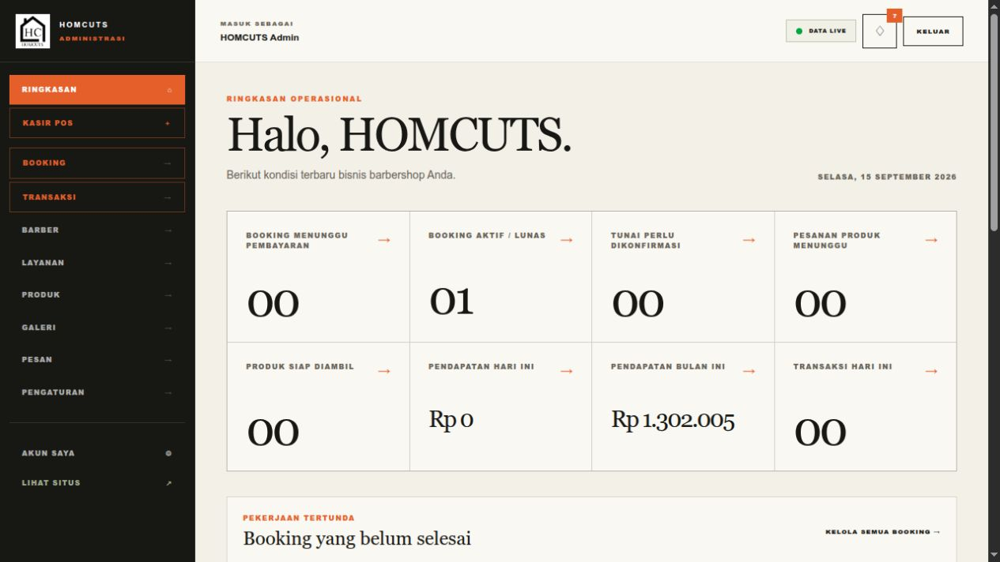 HC
HOMCUTS
HOMCUTS
ADMINISTRASI
RINGKASAN
KASIR POS
BOOKING
TRANSAKSI
BARBER
LAYANAN
PRODUK
GALERI
PESAN
PENGATURAN
AKUN SAYA
LIHAT SITUS
MASUK SEBAGAI
HOMCUTS Admin
DATA LIVE
7
KELUAR
RINGKASAN OPERASIONAL
Halo, HOMCUTS.
Berikut kondisi terbaru bisnis barbershop Anda.
SELASA, 15 SEPTEMBER 2026
BOOKING MENUNGGU
PEMBAYARAN
00
BOOKING AKTIF / LUNAS
01
TUNAI PERLU
DIKONFIRMASI
00
PESANAN PRODUK
MENUNGGU
00
PRODUK SIAP DIAMBIL
00
PENDAPATAN HARI INI
Rp 0
PENDAPATAN BULAN INI
Rp 1.302.005
TRANSAKSI HARI INI
00
PEKERJAAN TERTUNDA
Booking yang belum selesai
KELOLA SEMUA BOOKING →